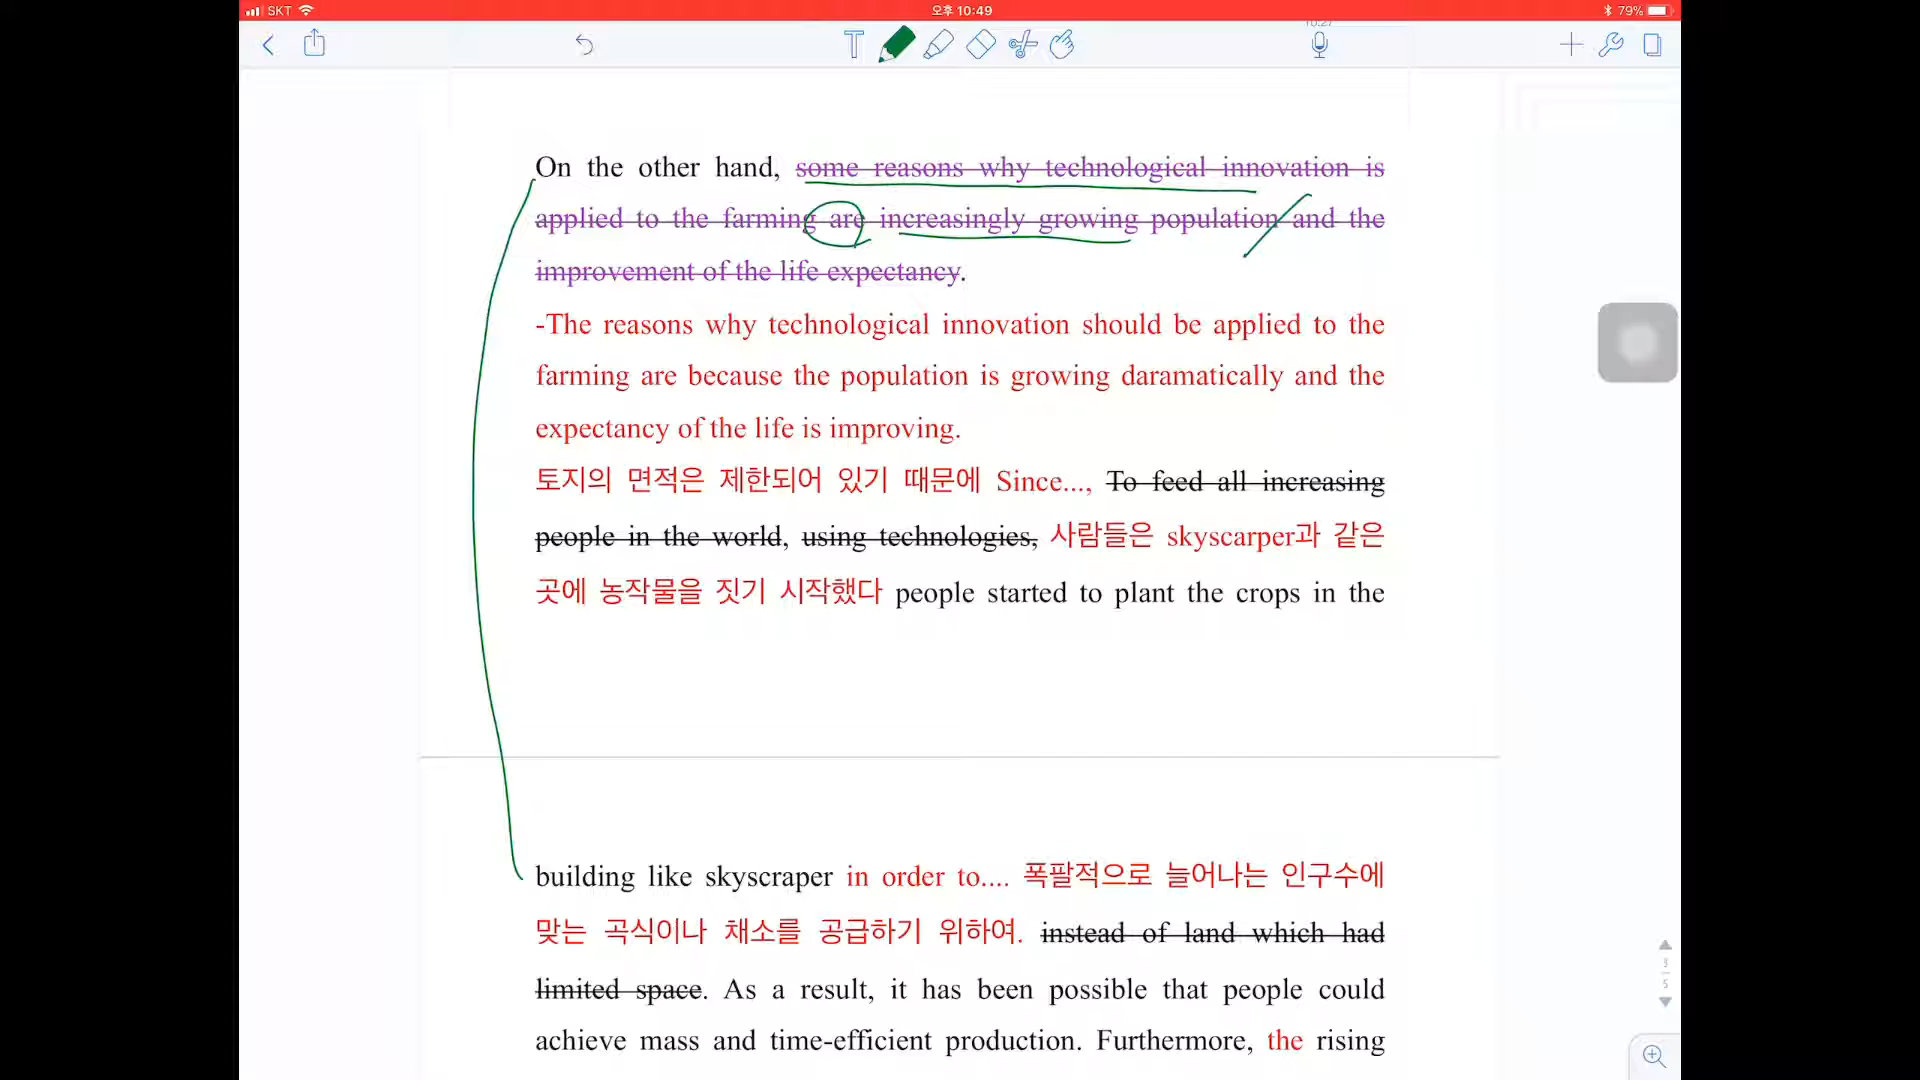 SKT
오후 10:49
79%
T
On the other hand, some reasons why technological innovation is
applied to the farming are increasingly growing population and the
improvement of the life expectancy.
-The reasons why technological innovation should be applied to the
farming are because the population is growing daramatically and the
expectancy of the life is improving.
토지의 면적은 제한되어 있기 때문에 Since..., To feed all increasing
people in the world, using technologies, 사람들은 skyscarper과 같은
곳에 농작물을 짓기 시작했다 people started to plant the crops in the
building like skyscraper in order to.... 폭팔적으로 늘어나는 인구수에
맞는 곡식이나 채소를 공급하기 위하여. instead of land which had
limited space. As a result, it has been possible that people could
achieve mass and time-efficient production. Furthermore, the rising
3
5